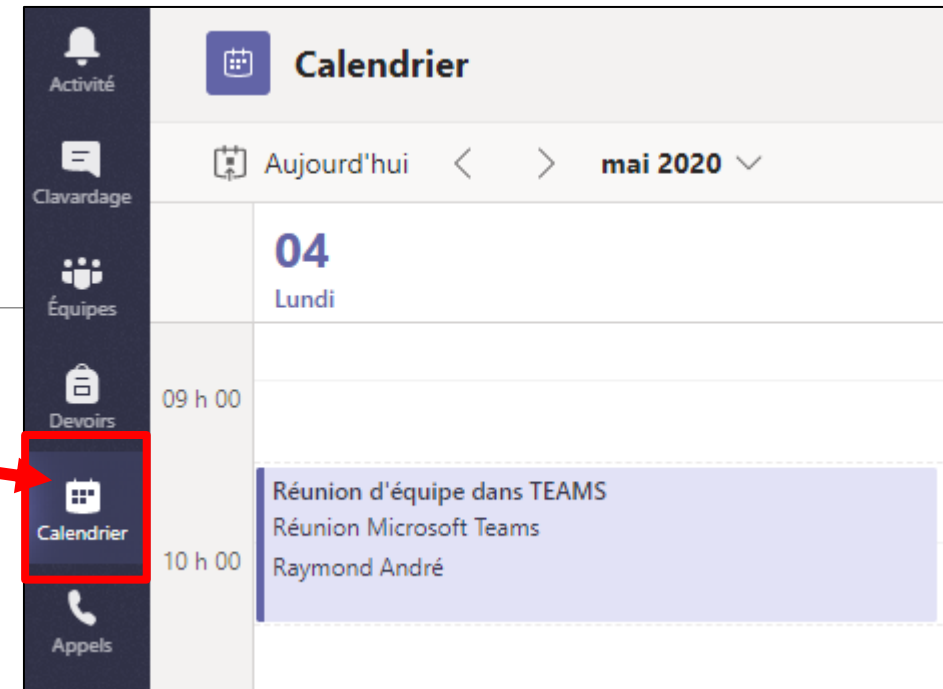 Activité
Clavardage
Équipes
Devoirs
Calendrier
Appels
Calendrier
Aujourd'hui mai 2020
04
Lundi
09 h 00
Réunion d'équipe dans TEAMS
Réunion Microsoft Teams
10 h 00
Raymond André